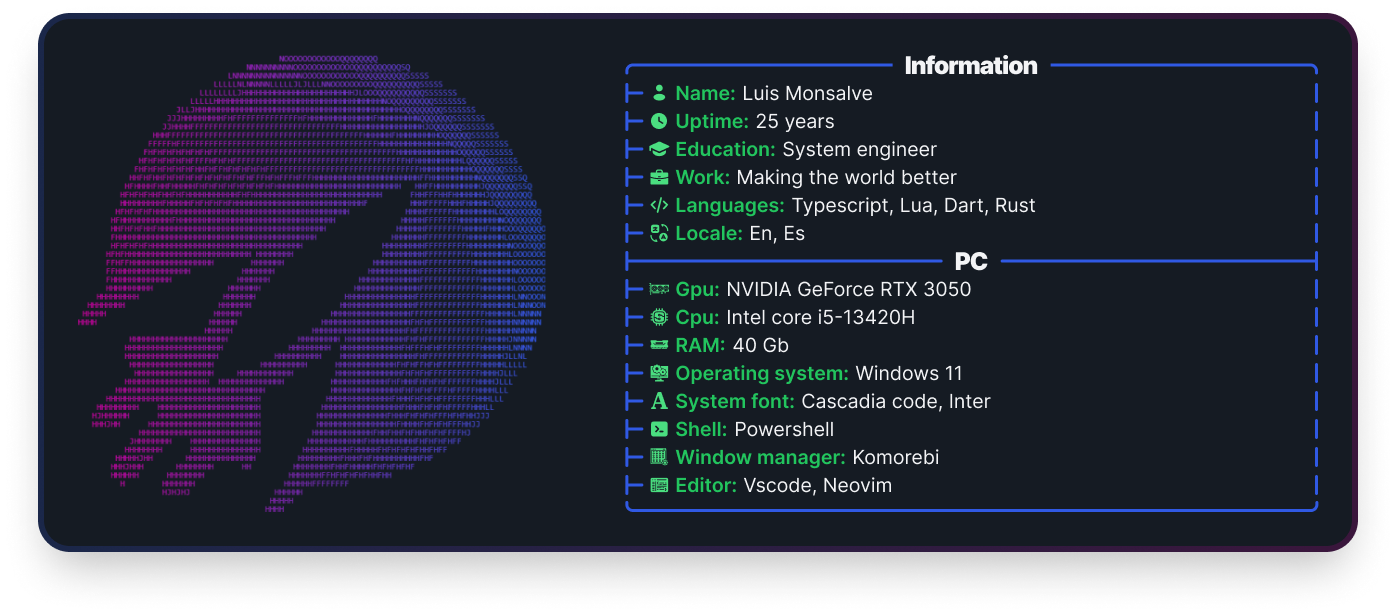 Information
Name: Luis Monsalve
Uptime: 25 years
Education: System engineer
Work: Making the world better
Languages: Typescript, Lua, Dart, Rust
Locale: En, Es
PC
Gpu: NVIDIA GeForce RTX 3050
Cpu: Intel core i5-13420H
RAM: 40 Gb
Operating system: Windows 11
System font: Cascadia code, Inter
Shell: Powershell
Window manager: Komorebi
Editor: Vscode, Neovim